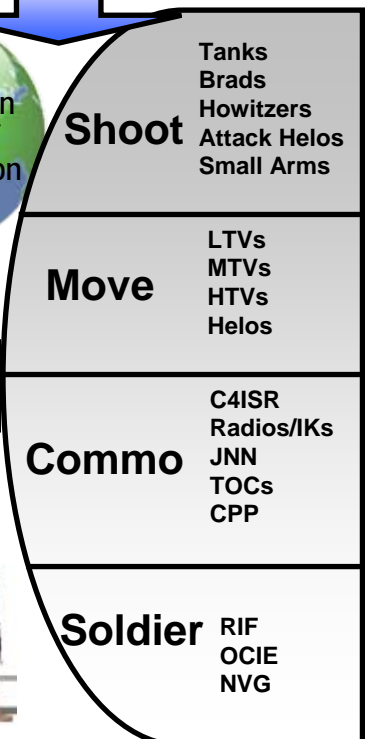 Shoot
Tanks
Brads
Howitzers
Attack Helos
Small Arms
Move
LTVs
MTVs
HTVs
Helos
Commo
C4ISR
Radios/IKs
JNN
TOCs
CPP
Soldier
RIF
OCIE
NVG